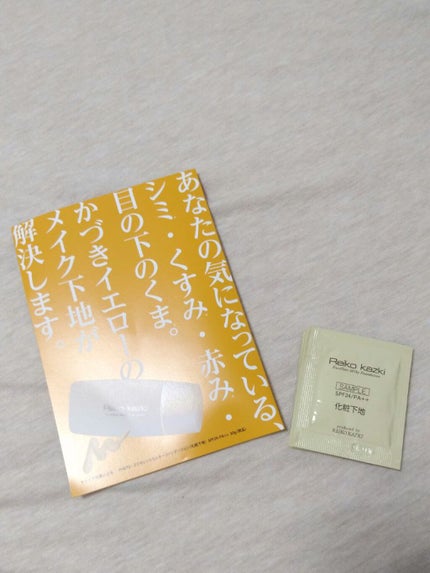 あなたの気になっている、
シミ・くすみ・赤み・
目の下のくま。
かづきイエローの
メイク下地が
解決します。
Reiko kazki
Reiko kazki
SAMPLE
SPF24/PA++
化粧下地
produced by
REIKO KAZKI